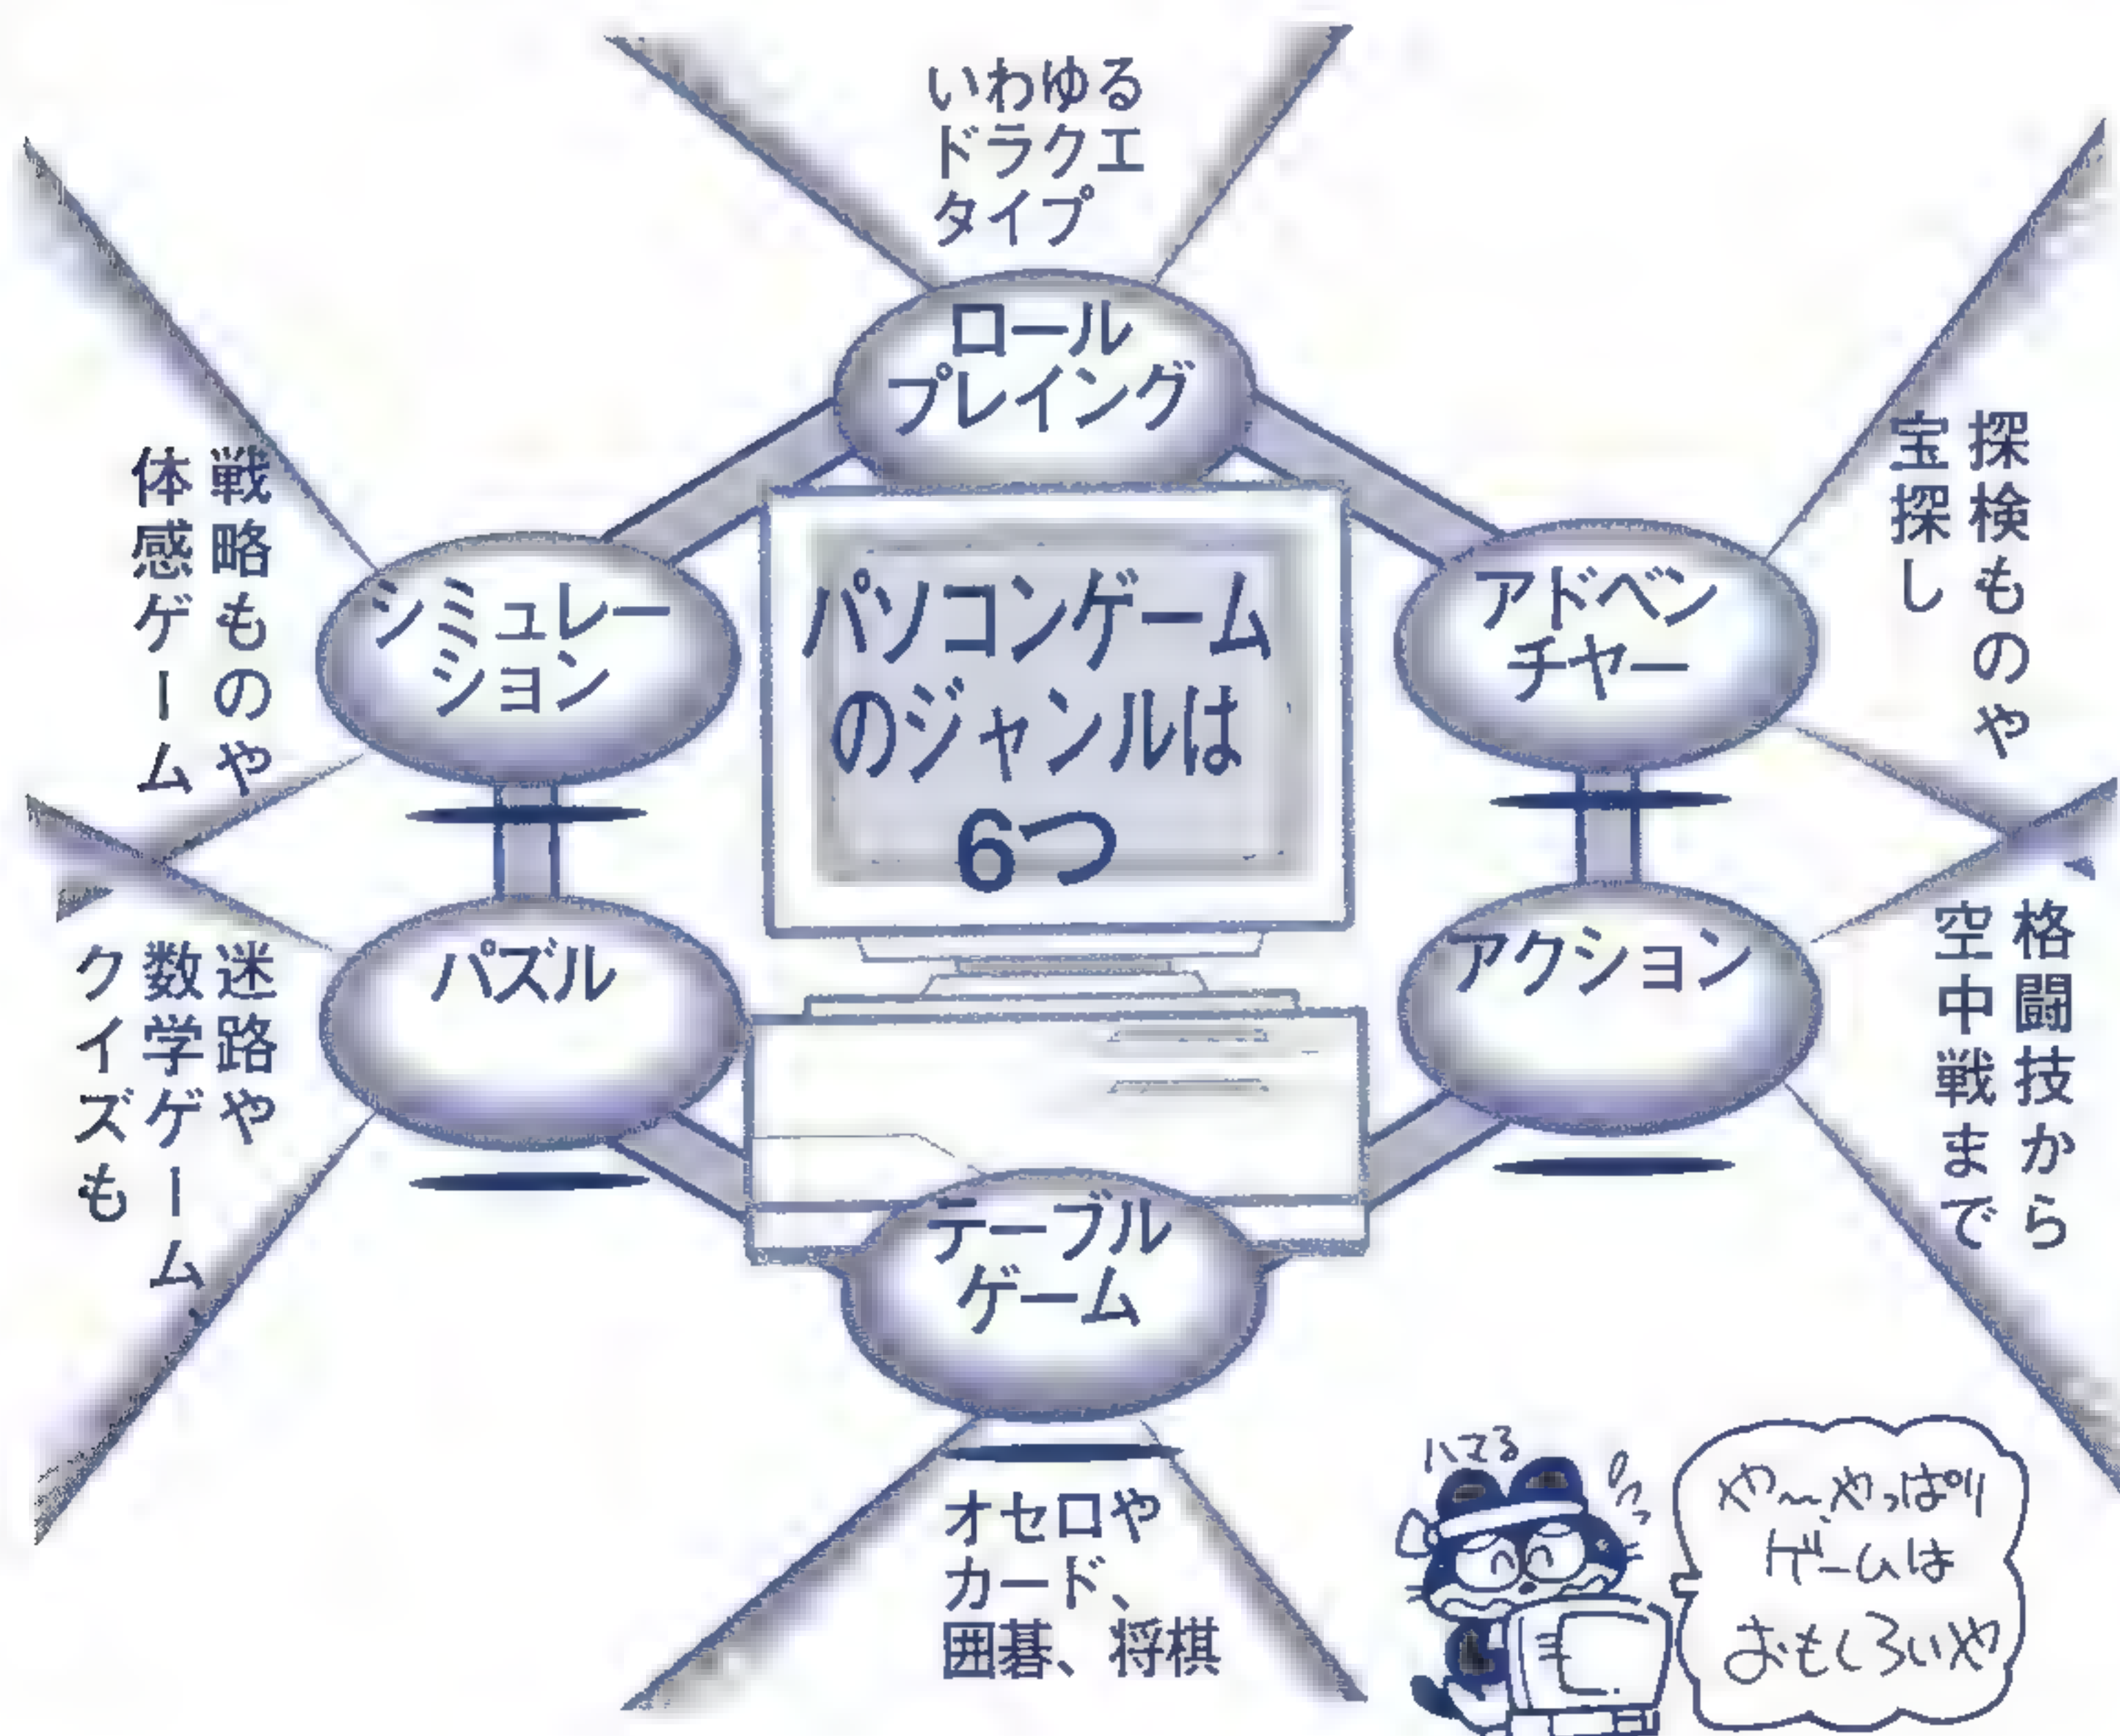 いわゆる
ドラクエ
タイプ
ロール
プレイング
探検ものや
宝探し
アドベン
チャー
格闘技から
空中戦まで
アクション
オセロや
カード、
囲碁、将棋
テーブル
ゲーム
迷路や
数学ゲーム、
クイズも
パズル
戦略ものや
体感ゲーム
シミュレー
ション
パソコンゲーム
のジャンルは
6つ
ハマる
や〜やっぱり
ゲームは
おもしろいや